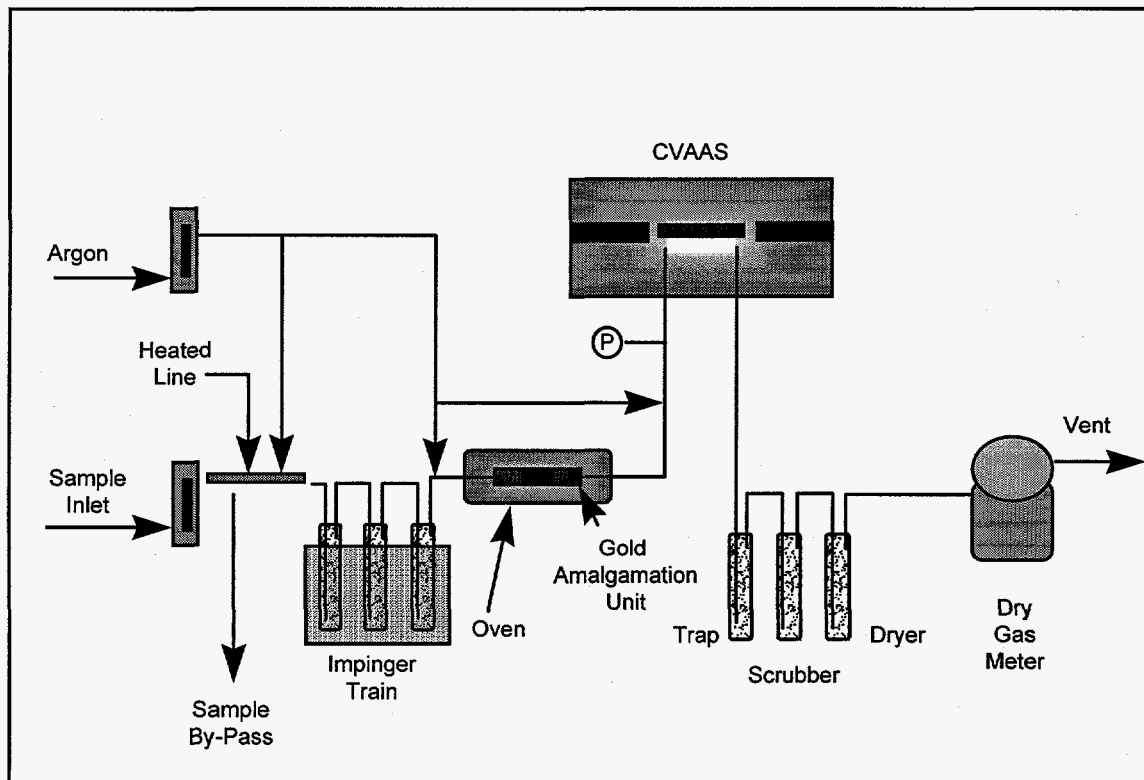 CVAAS
Argon
P
Heated
Line
Vent
Sample
Inlet
Gold
Amalgamation
Unit
Oven
Trap
Dryer
Dry
Gas
Meter
Impinger
Train
Scrubber
Sample
By-Pass